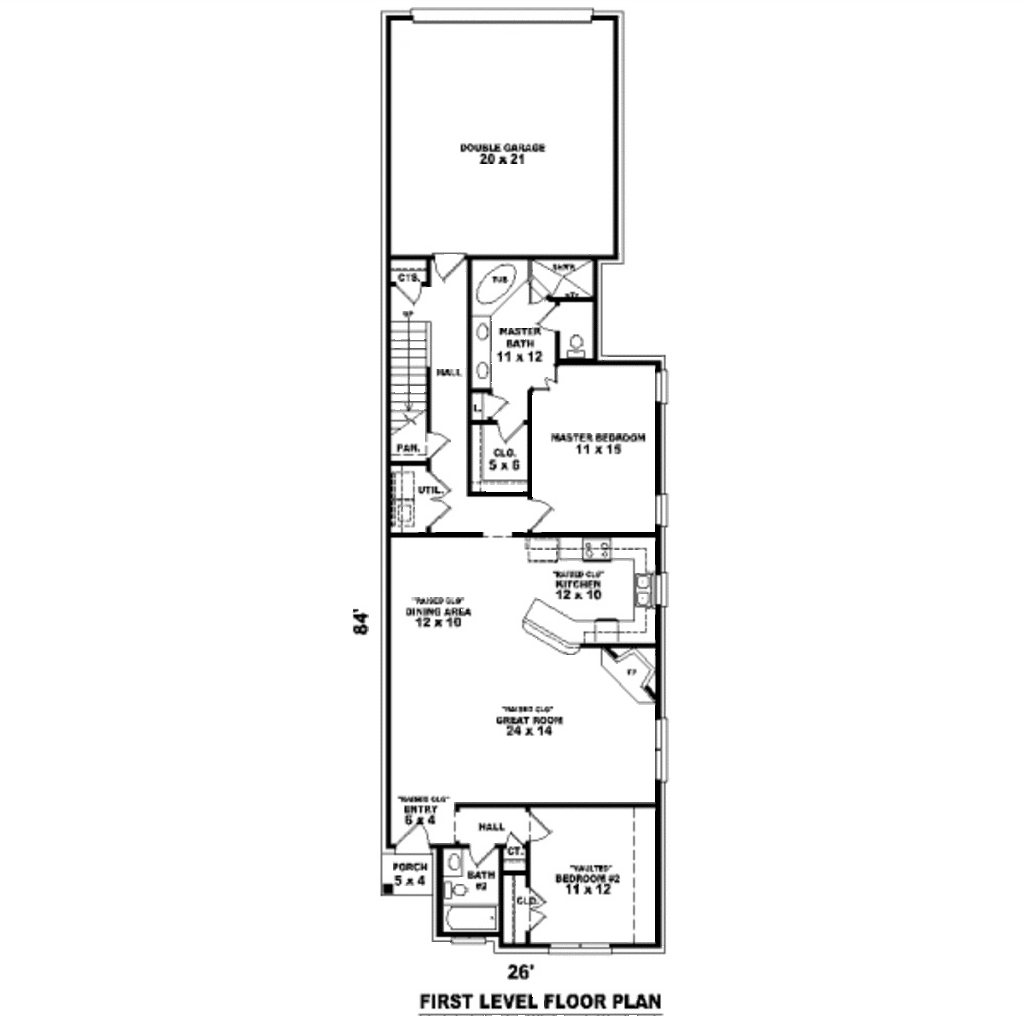 DOUBLE GARAGE
20 x 21
CTS.
UP
TUB
HALL
MASTER
BATH
11 x 12
L.
CLO.
5 x 6
MASTER BEDROOM
11 x 15
PAN.
UTIL.
"RAISED CLG"
KITCHEN
12 x 10
"RAISED CLG"
DINING AREA
12 x 10
84'
"RAISED CLG"
GREAT ROOM
24 x 14
"RAISED CLG"
ENTRY
6 x 4
HALL
CT.
PORCH
5 x 4
BATH
#2
CLO.
"VAULTED"
BEDROOM #2
11 x 12
26'
FIRST LEVEL FLOOR PLAN